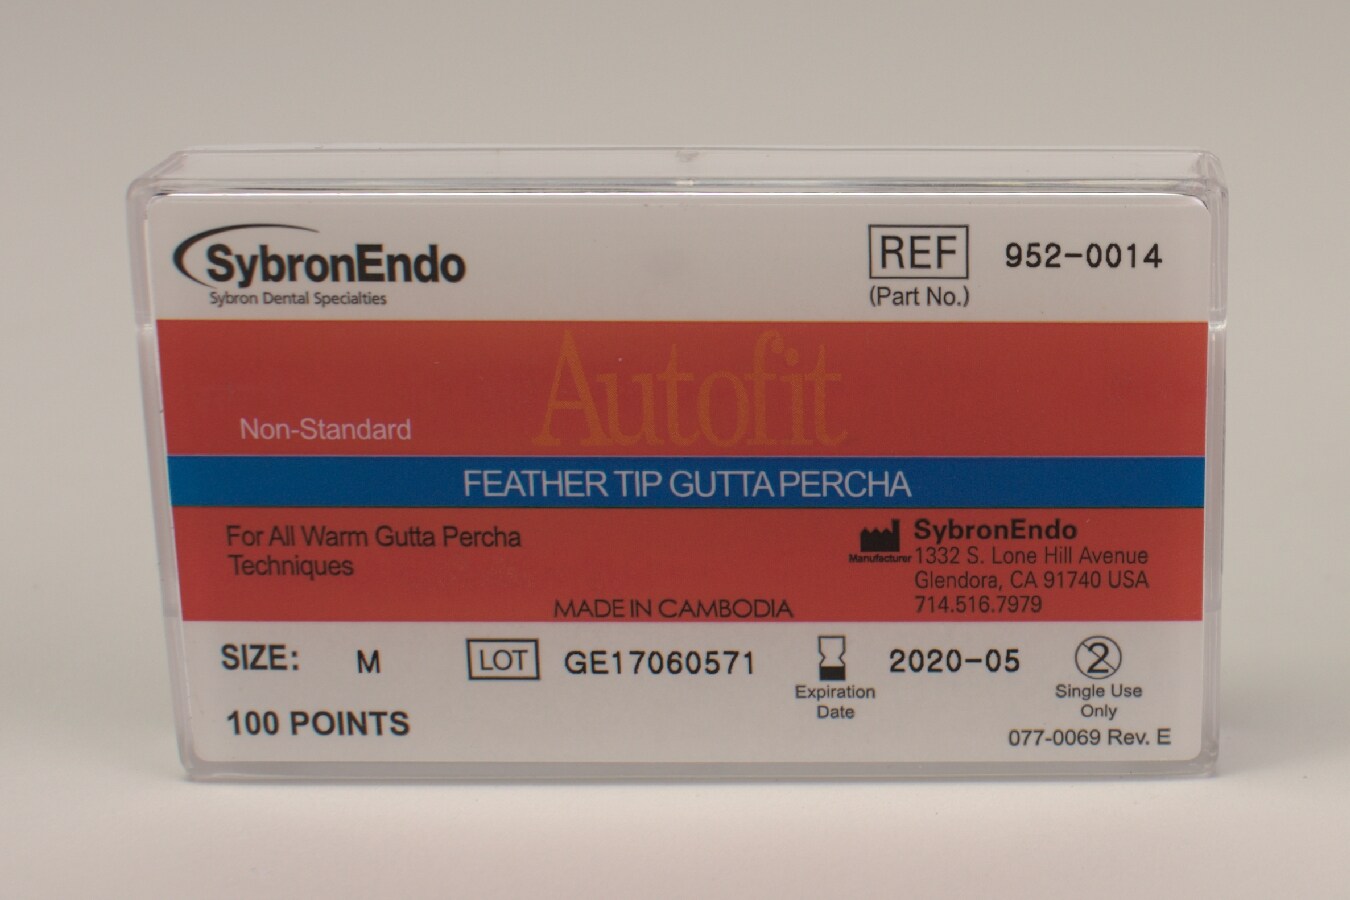 SybronEndo
Sybron Dental Specialties
REF 952-0014
(Part No.)
Autofit
Non-Standard
FEATHER TIP GUTTA PERCHA
For All Warm Gutta Percha
Techniques
Manufacturer
SybronEndo
1332 S. Lone Hill Avenue
Glendora, CA 91740 USA
714.516.7979
MADE IN CAMBODIA
SIZE: M LOT GE17060571 2020-05 2
Expiration
Date
Single Use
Only
100 POINTS
077-0069 Rev. E